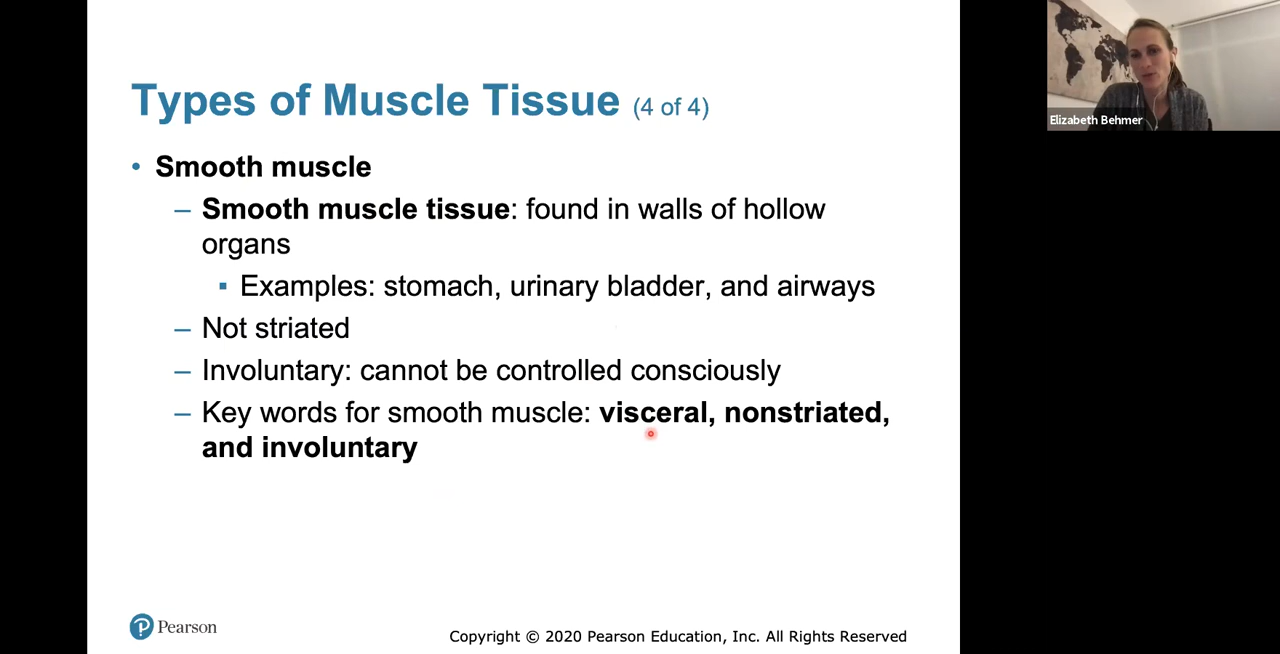 Types of Muscle Tissue (4 of 4)
• Smooth muscle
– Smooth muscle tissue: found in walls of hollow
organs
▪ Examples: stomach, urinary bladder, and airways
– Not striated
– Involuntary: cannot be controlled consciously
– Key words for smooth muscle: visceral, nonstriated,
and involuntary
Pearson
Copyright © 2020 Pearson Education, Inc. All Rights Reserved
Elizabeth Behmer